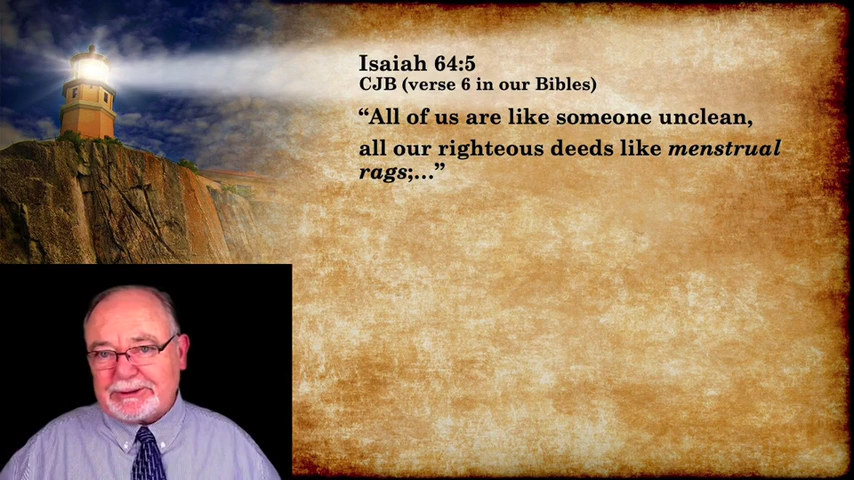 Isaiah 64:5
CJB (verse 6 in our Bibles)
“All of us are like someone unclean,
all our righteous deeds like menstrual
rags;...”